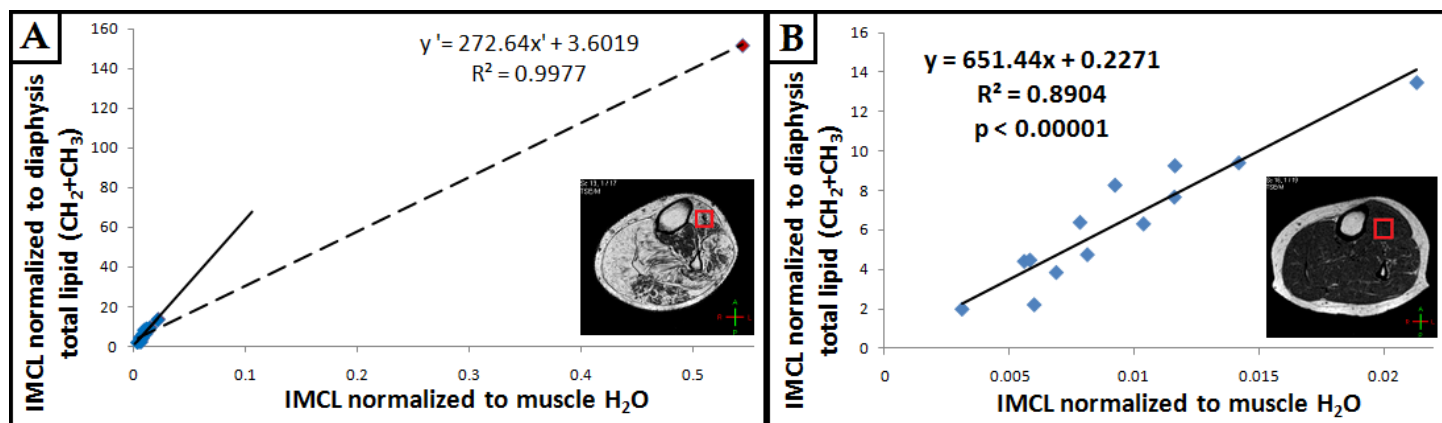 A
IMCL normalized to diaphysis
total lipid (CH₂+CH₃)
160
140
120
100
80
60
40
20
0
y '= 272.64x' + 3.6019
R² = 0.9977
0
0.1
0.2
0.3
0.4
0.5
IMCL normalized to muscle H₂O
A
R
L
P
B
IMCL normalized to diaphysis
total lipid (CH₂+CH₃)
16
14
12
10
8
6
4
2
0
y = 651.44x + 0.2271
R² = 0.8904
p < 0.00001
0
0.005
0.01
0.015
0.02
IMCL normalized to muscle H₂O
A
R
L
P